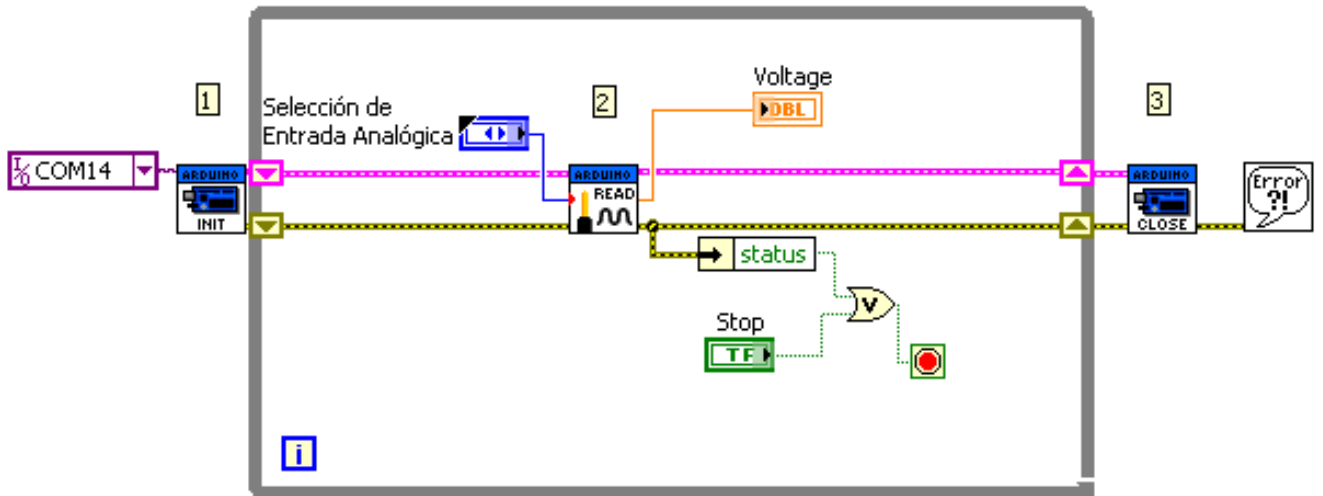 1
Selección de
Entrada Analógica
2
Voltage
DBL
3
I/O COM14
ARDUINO
INIT
ARDUINO
READ
ARDUINO
CLOSE
Error
?!
status
V
Stop
TF
i